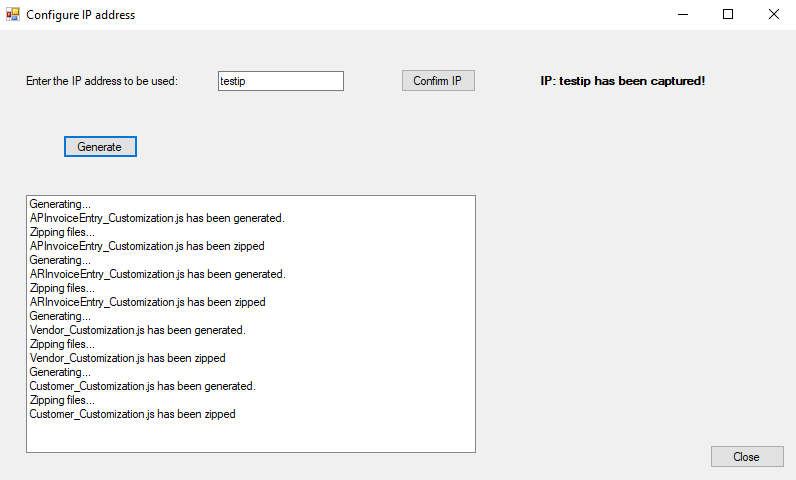 Configure IP address
Enter the IP address to be used: testip Confirm IP IP: testip has been captured!
Generate
Generating...
APInvoiceEntry_Customization.js has been generated.
Zipping files...
APInvoiceEntry_Customization.js has been zipped
Generating...
ARInvoiceEntry_Customization.js has been generated.
Zipping files...
ARInvoiceEntry_Customization.js has been zipped
Generating...
Vendor_Customization.js has been generated.
Zipping files...
Vendor_Customization.js has been zipped
Generating...
Customer_Customization.js has been generated.
Zipping files...
Customer_Customization.js has been zipped
Close